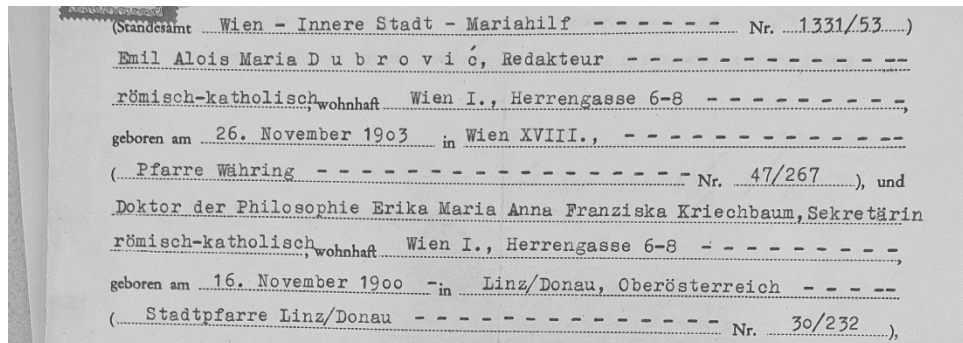 (Standesamt Wien - Innere Stadt - Mariahilf - - - - - - Nr. 1331/53)
Emil Alois Maria D u b r o v i ć, Redakteur - - - - - - - - - - - --
römisch-katholisch, wohnhaft Wien I., Herrengasse 6-8 - - - - - - - - -,
geboren am 26. November 1903 in Wien XVIII., - - - - - - - - - - - --
( Pfarre Währing - - - - - - - - - - - - - - - - - Nr. 47/267 ), und
Doktor der Philosophie Erika Maria Anna Franziska Kriechbaum, Sekretärin
römisch-katholisch, wohnhaft Wien I., Herrengasse 6-8 - - - - - - - - -,
geboren am 16. November 1900 - in Linz/Donau, Oberösterreich - - - --
( Stadtpfarre Linz/Donau - - - - - - - - - - - - - - Nr. 30/232 ),